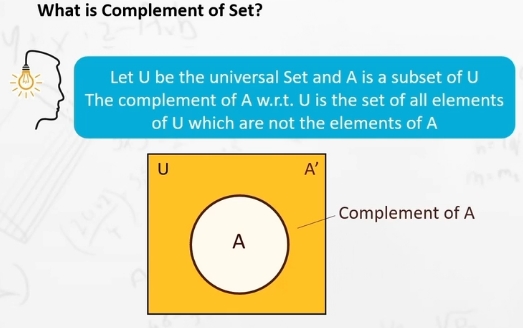 What is Complement of Set?
Let U be the universal Set and A is a subset of U
The complement of A w.r.t. U is the set of all elements
of U which are not the elements of A
U A'
Complement of A
A